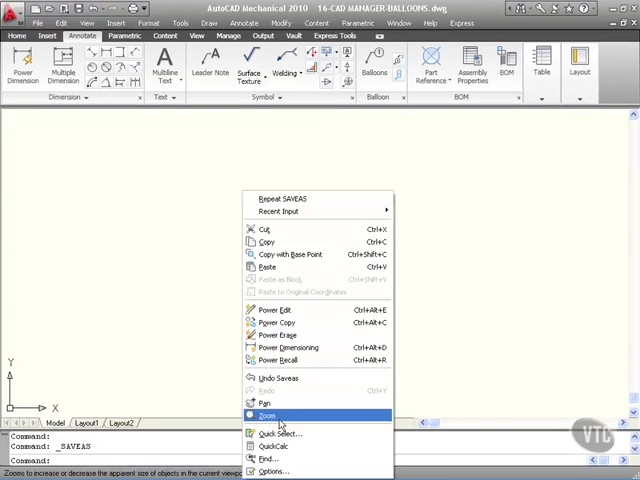 AutoCAD Mechanical 2010 16-CAD MANAGER-BALLOONS.dwg
File Edit View Insert Format Tools Draw Dimension Annotate Modify Content Parametric Window Help Express
Home Insert Annotate Parametric Content View Manage Output Vault Express
Power Dimension
Multiple Dimension
Multiline Text
Leader Note
Surface Texture
Welding
Balloons
Part Reference
Assembly Properties
BOM
Table
Layout
Dimension Text Symbol Balloon BOM
Repeat SAVEAS
Recent Input
Cut Ctrl+X
Copy Ctrl+C
Copy with Base Point Ctrl+Shift+C
Paste Ctrl+V
Paste as Block Ctrl+Shift+V
Paste to Original Coordinates
Power Edit Ctrl+Alt+E
Power Copy Ctrl+Alt+C
Power Erase
Power Dimensioning Ctrl+Alt+D
Power Recall Ctrl+Alt+R
Undo Saveas
Redo Ctrl+Y
Pan
Zoom
Quick Select...
QuickCalc
Find...
Options...
Y
X
Model Layout1 Layout2
Command:
Command: _SAVEAS
Command:
Zooms to increase or decrease the apparent size of objects in the current viewpo
VTC